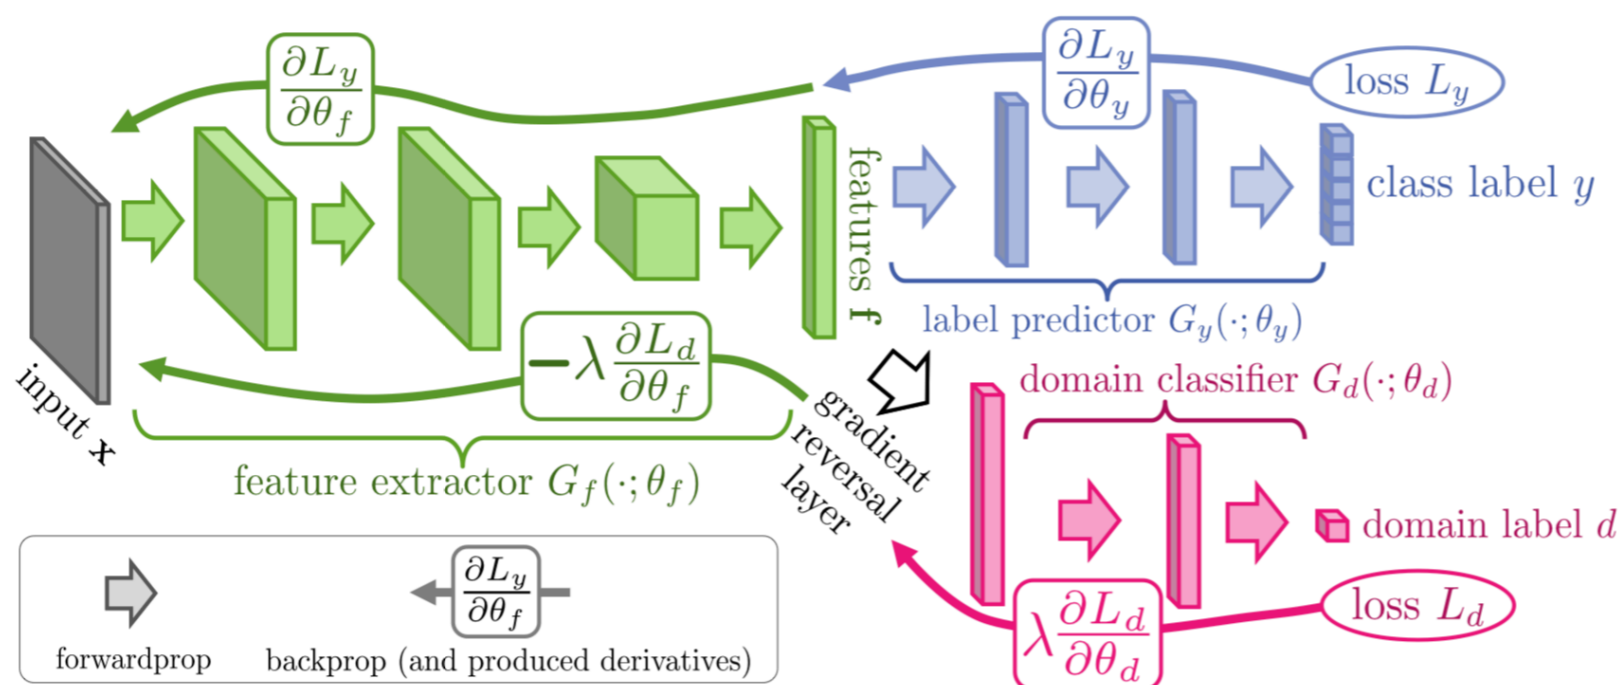 ∂L_y/∂θ_f
∂L_y/∂θ_y
loss L_y
features f
class label y
label predictor G_y(·; θ_y)
input x
−λ ∂L_d/∂θ_f
feature extractor G_f(·; θ_f)
gradient
reversal
layer
domain classifier G_d(·; θ_d)
domain label d
λ ∂L_d/∂θ_d
loss L_d
∂L_y/∂θ_f
forwardprop
backprop (and produced derivatives)